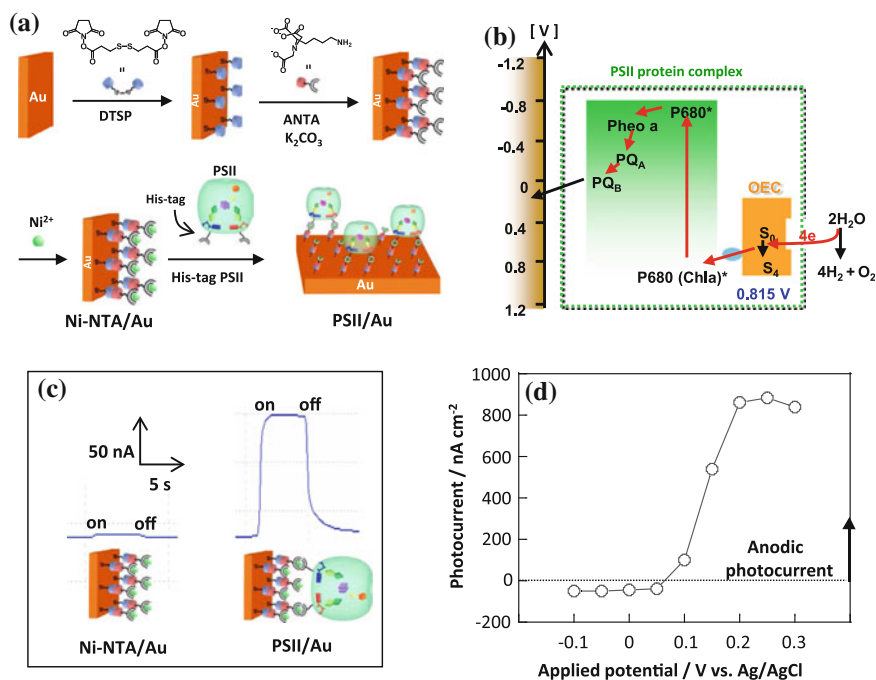 (a)
O
O
N
O
O
S-S
O
O
N
O
O
=
DTSP
Au
O
⁻O
O
⁻O
N
O⁻
O
NH₂
=
ANTA
K₂CO₃
Ni²⁺
Au
Ni-NTA/Au
PSII
His-tag
His-tag PSII
Au
PSII/Au
(b)
[ V ]
-1.2
-0.8
-0.4
0
0.4
0.8
1.2
PSII protein complex
P680*
Pheo a
PQA
PQB
OEC
S₀
4e
2H₂O
S₄
4H₂ + O₂
P680 (Chla)*
0.815 V
(c)
50 nA
5 s
on off
on off
Ni-NTA/Au
PSII/Au
(d)
Photocurrent / nA cm⁻²
1000
800
600
400
200
0
-200
Anodic
photocurrent
-0.1 0 0.1 0.2 0.3
Applied potential / V vs. Ag/AgCl